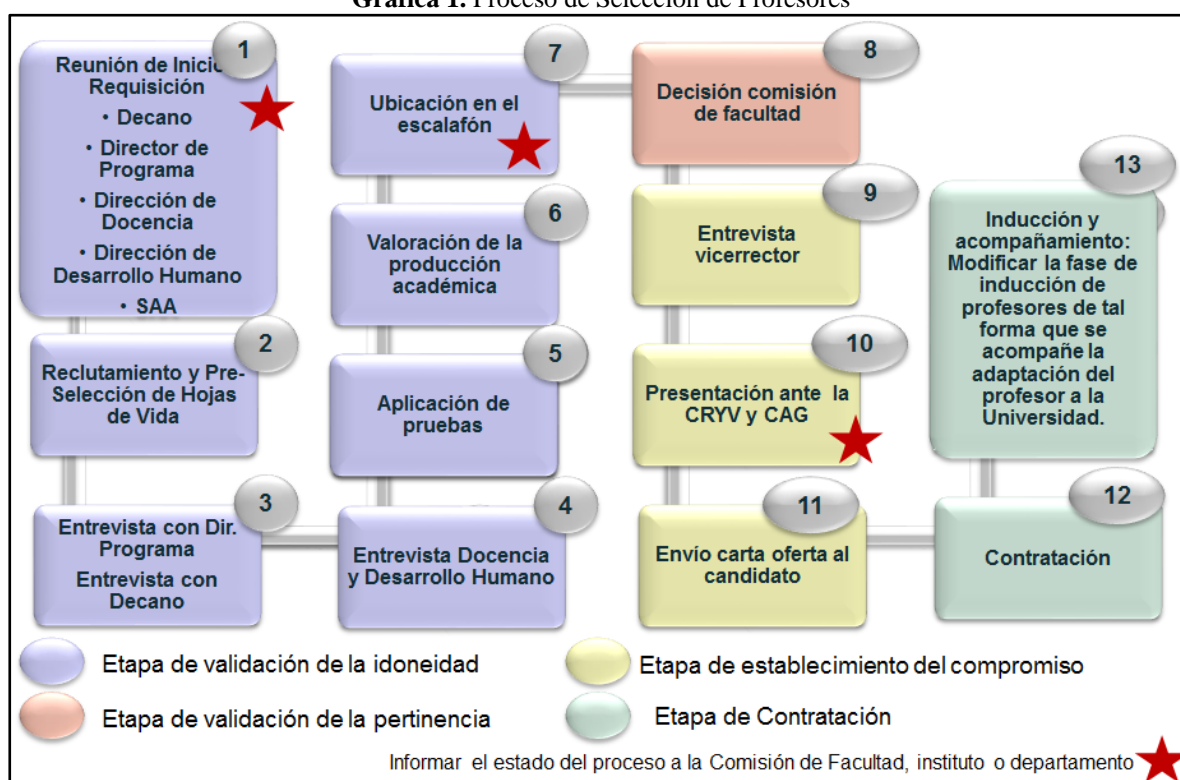 Gráfica 1. Proceso de Selección de Profesores
1
Reunión de Inicio
Requisición
• Decano
• Director de
Programa
• Dirección de
Docencia
• Dirección de
Desarrollo Humano
• SAA
2
Reclutamiento y Pre-
Selección de Hojas
de Vida
3
Entrevista con Dir.
Programa
Entrevista con
Decano
4
Entrevista Docencia
y Desarrollo Humano
5
Aplicación de
pruebas
6
Valoración de la
producción
académica
7
Ubicación en el
escalafón
8
Decisión comisión
de facultad
9
Entrevista
vicerrector
10
Presentación ante la
CRYV y CAG
11
Envío carta oferta al
candidato
12
Contratación
13
Inducción y
acompañamiento:
Modificar la fase de
inducción de
profesores de tal
forma que se
acompañe la
adaptación del
profesor a la
Universidad.
Etapa de validación de la idoneidad
Etapa de validación de la pertinencia
Etapa de establecimiento del compromiso
Etapa de Contratación
Informar el estado del proceso a la Comisión de Facultad, instituto o departamento